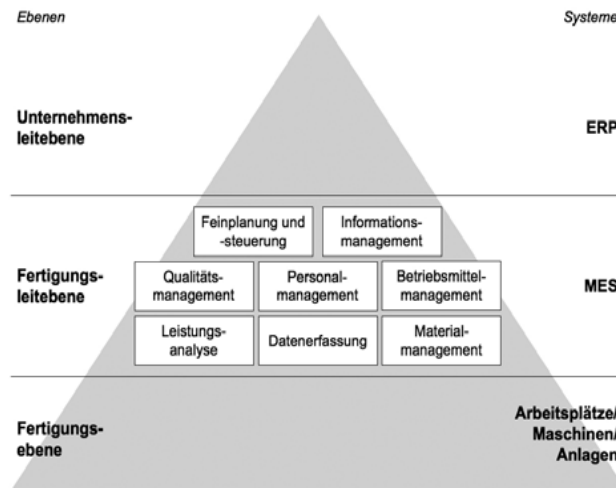 Ebenen
Systeme
Unternehmens-
leitebene
ERP
Feinplanung und
-steuerung
Informations-
management
Fertigungs-
leitebene
Qualitäts-
management
Personal-
management
Betriebsmittel-
management
MES
Leistungs-
analyse
Datenerfassung
Material-
management
Fertigungs-
ebene
Arbeitsplätze/
Maschinen/
Anlagen